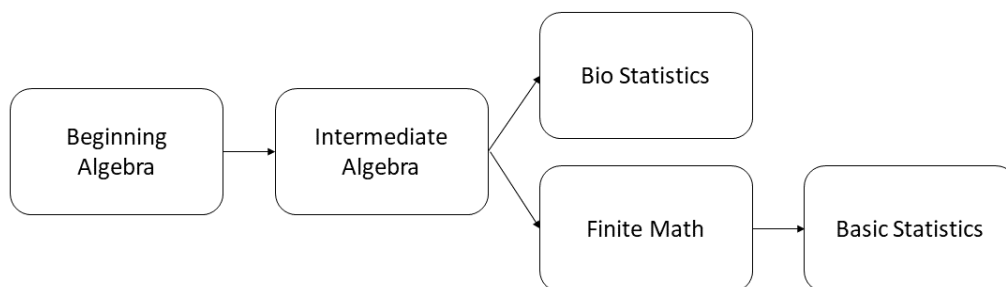 Beginning
Algebra
Intermediate
Algebra
Bio Statistics
Finite Math
Basic Statistics